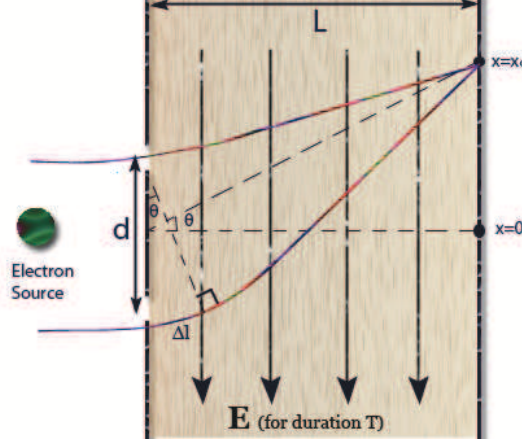 L
x=x
θ
θ
d
x=0
Electron
Source
Δl
E (for duration T)